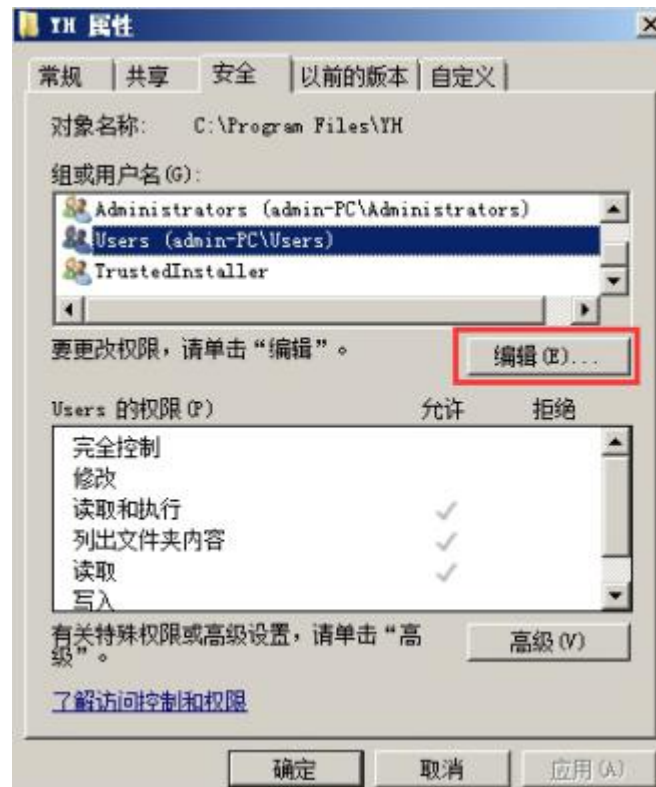 YH 属性
常规 共享 安全 以前的版本 自定义
对象名称: C:\Program Files\YH
组或用户名(G):
Administrators (admin-PC\Administrators)
Users (admin-PC\Users)
TrustedInstaller
要更改权限，请单击“编辑”。
编辑(E)...
Users 的权限(P) 允许 拒绝
完全控制
修改
读取和执行
列出文件夹内容
读取
写入
有关特殊权限或高级设置，请单击“高
级”。
高级(V)
了解访问控制和权限
确定 取消 应用(A)